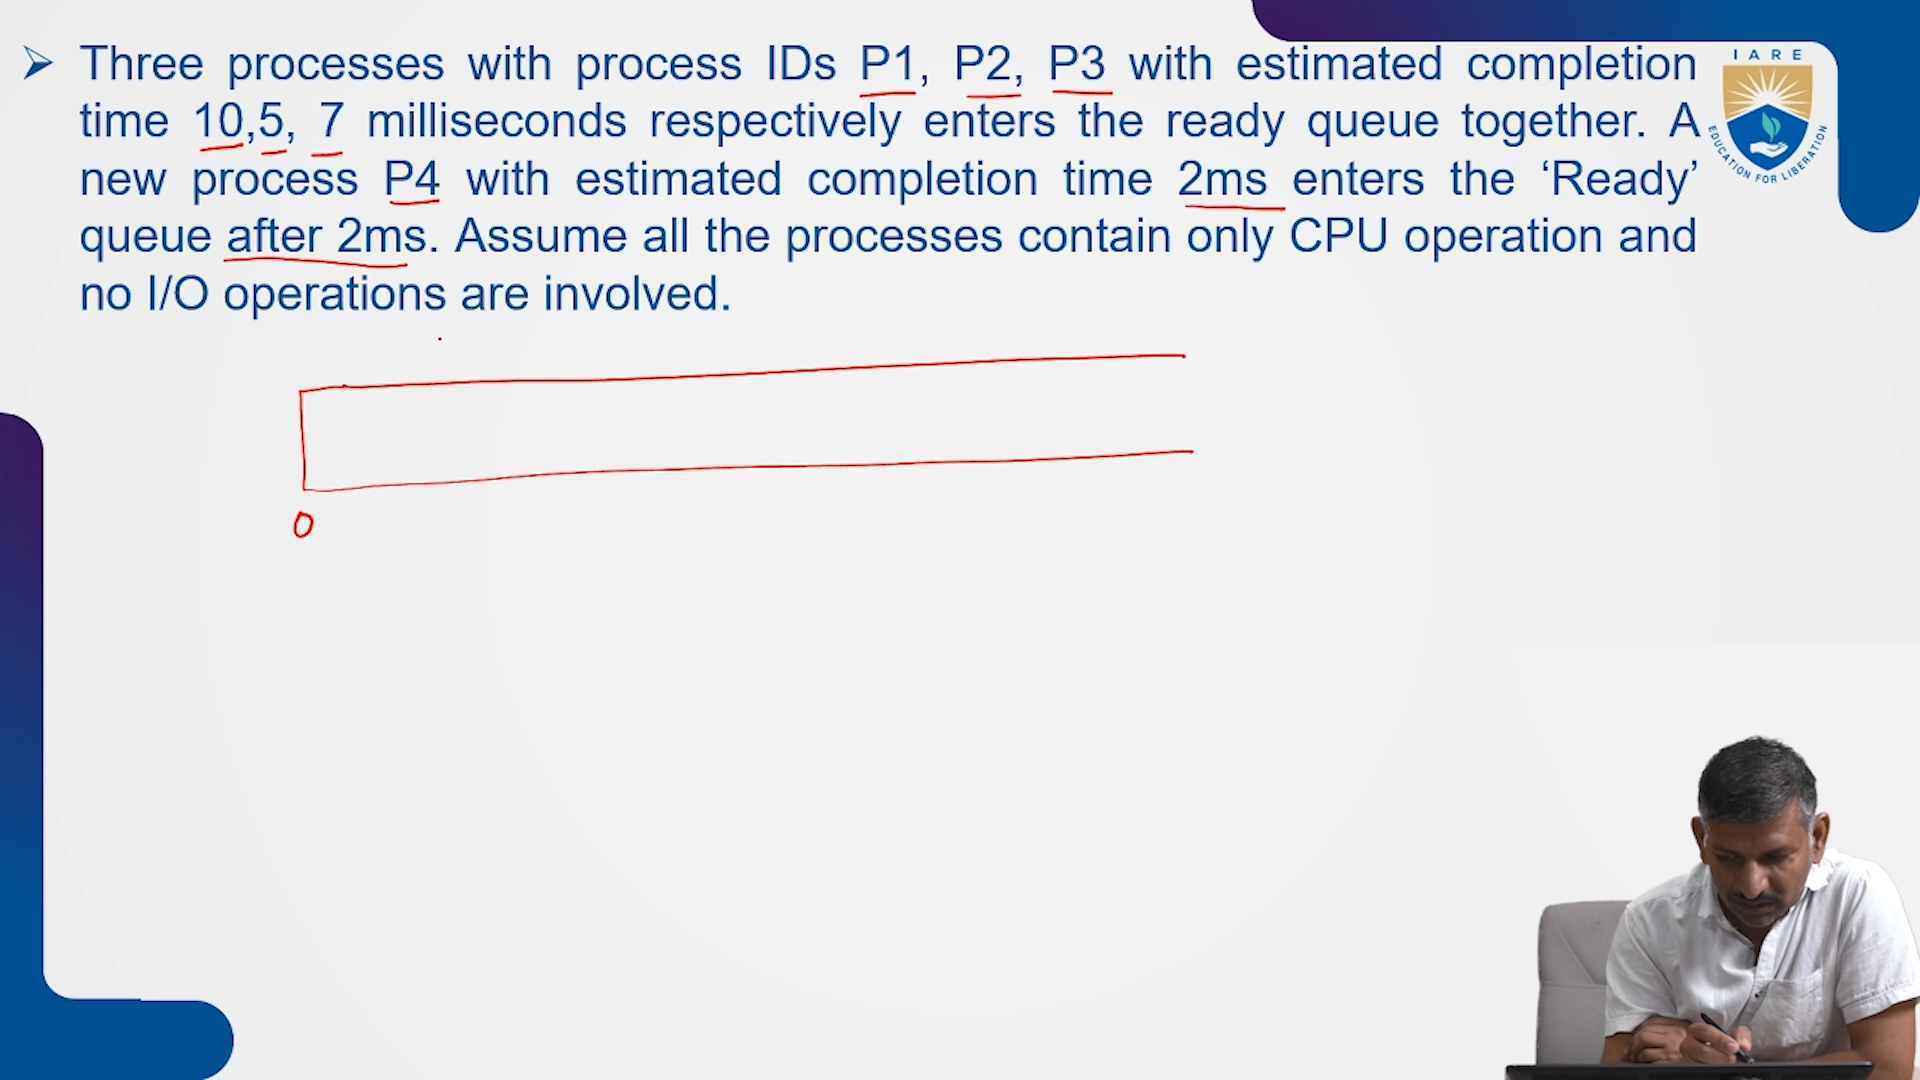 ➢ Three processes with process IDs P1, P2, P3 with estimated completion
time 10,5, 7 milliseconds respectively enters the ready queue together. A
new process P4 with estimated completion time 2ms enters the ‘Ready’
queue after 2ms. Assume all the processes contain only CPU operation and
no I/O operations are involved.
IARE
EDUCATION FOR LIBERATION
0